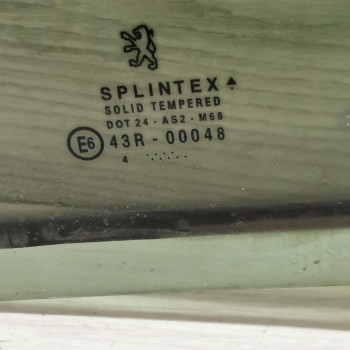 SPLINTEX
SOLID TEMPERED
DOT 24 - AS2 - M68
E6 43R - 00048
4